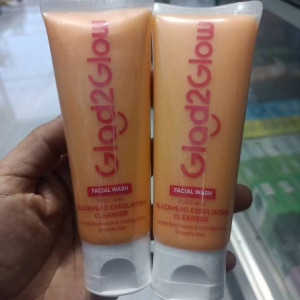 Glad2Glow
FACIAL WASH
BLACKHEAD EXFOLIATING
CLEANSER
Glad2Glow
FACIAL WASH
BLACKHEAD EXFOLIATING
CLEANSER